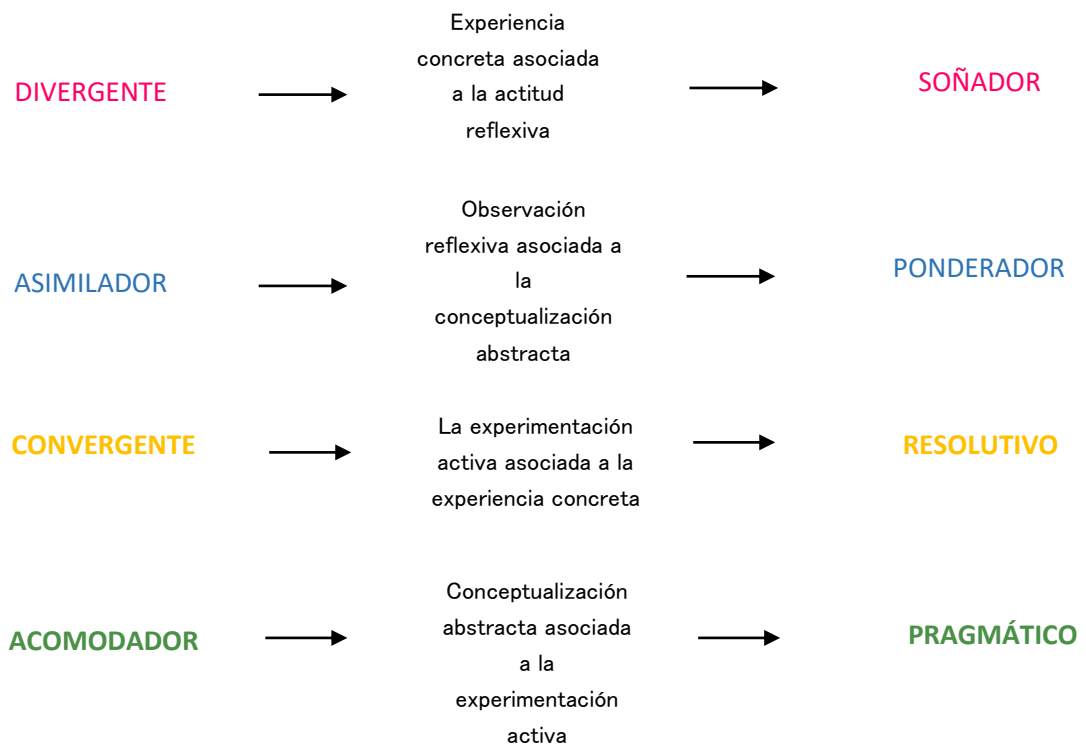 DIVERGENTE
Experiencia
concreta asociada
a la actitud
reflexiva
SOÑADOR
ASIMILADOR
Observación
reflexiva asociada a
la
conceptualización
abstracta
PONDERADOR
CONVERGENTE
La experimentación
activa asociada a la
experiencia concreta
RESOLUTIVO
ACOMODADOR
Conceptualización
abstracta asociada
a la
experimentación
activa
PRAGMÁTICO